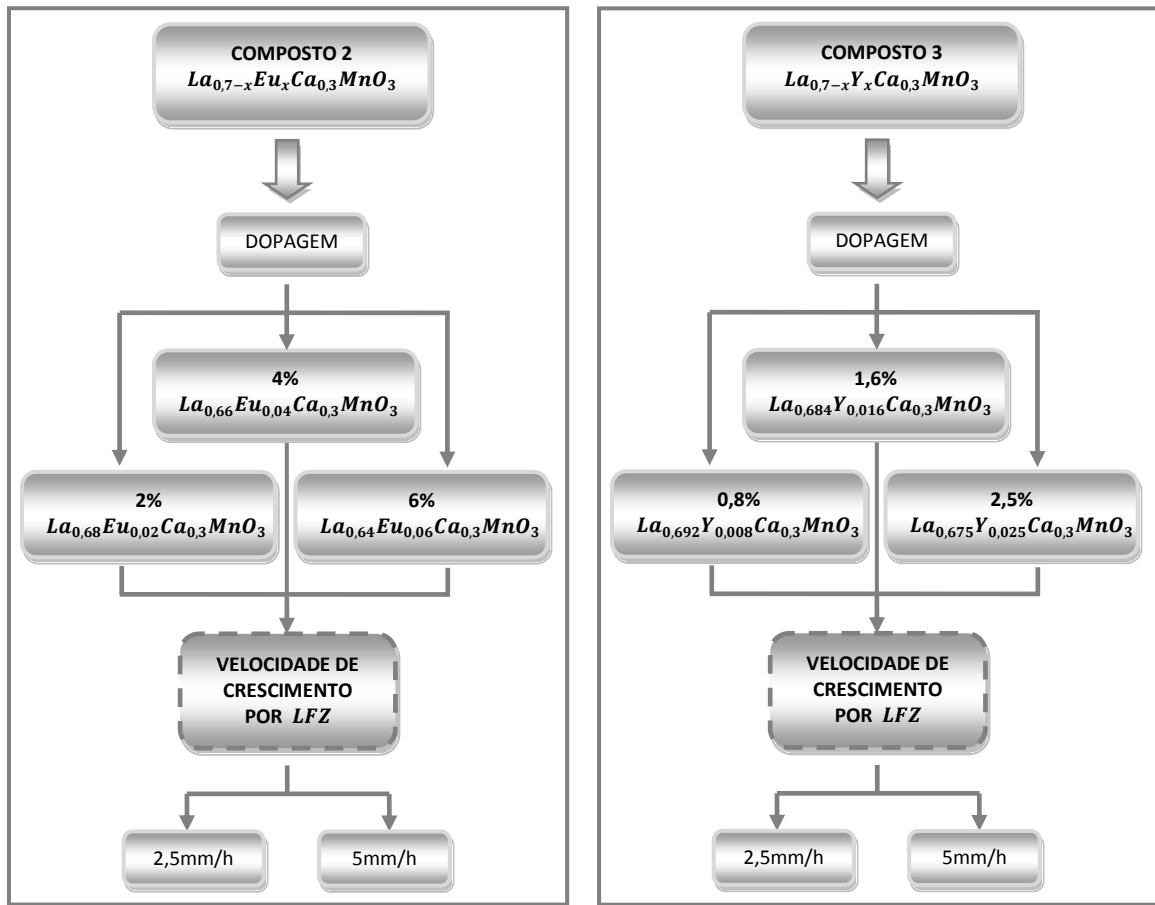 COMPOSTO 2
La₀,₇₋ₓEuₓCa₀,₃MnO₃
DOPAGEM
4%
La₀,₆₆Eu₀,₀₄Ca₀,₃MnO₃
2%
La₀,₆₈Eu₀,₀₂Ca₀,₃MnO₃
6%
La₀,₆₄Eu₀,₀₆Ca₀,₃MnO₃
VELOCIDADE DE
CRESCIMENTO
POR LFZ
2,5mm/h
5mm/h
COMPOSTO 3
La₀,₇₋ₓYₓCa₀,₃MnO₃
DOPAGEM
1,6%
La₀,₆₈₄Y₀,₀₁₆Ca₀,₃MnO₃
0,8%
La₀,₆₉₂Y₀,₀₀₈Ca₀,₃MnO₃
2,5%
La₀,₆₇₅Y₀,₀₂₅Ca₀,₃MnO₃
VELOCIDADE DE
CRESCIMENTO
POR LFZ
2,5mm/h
5mm/h